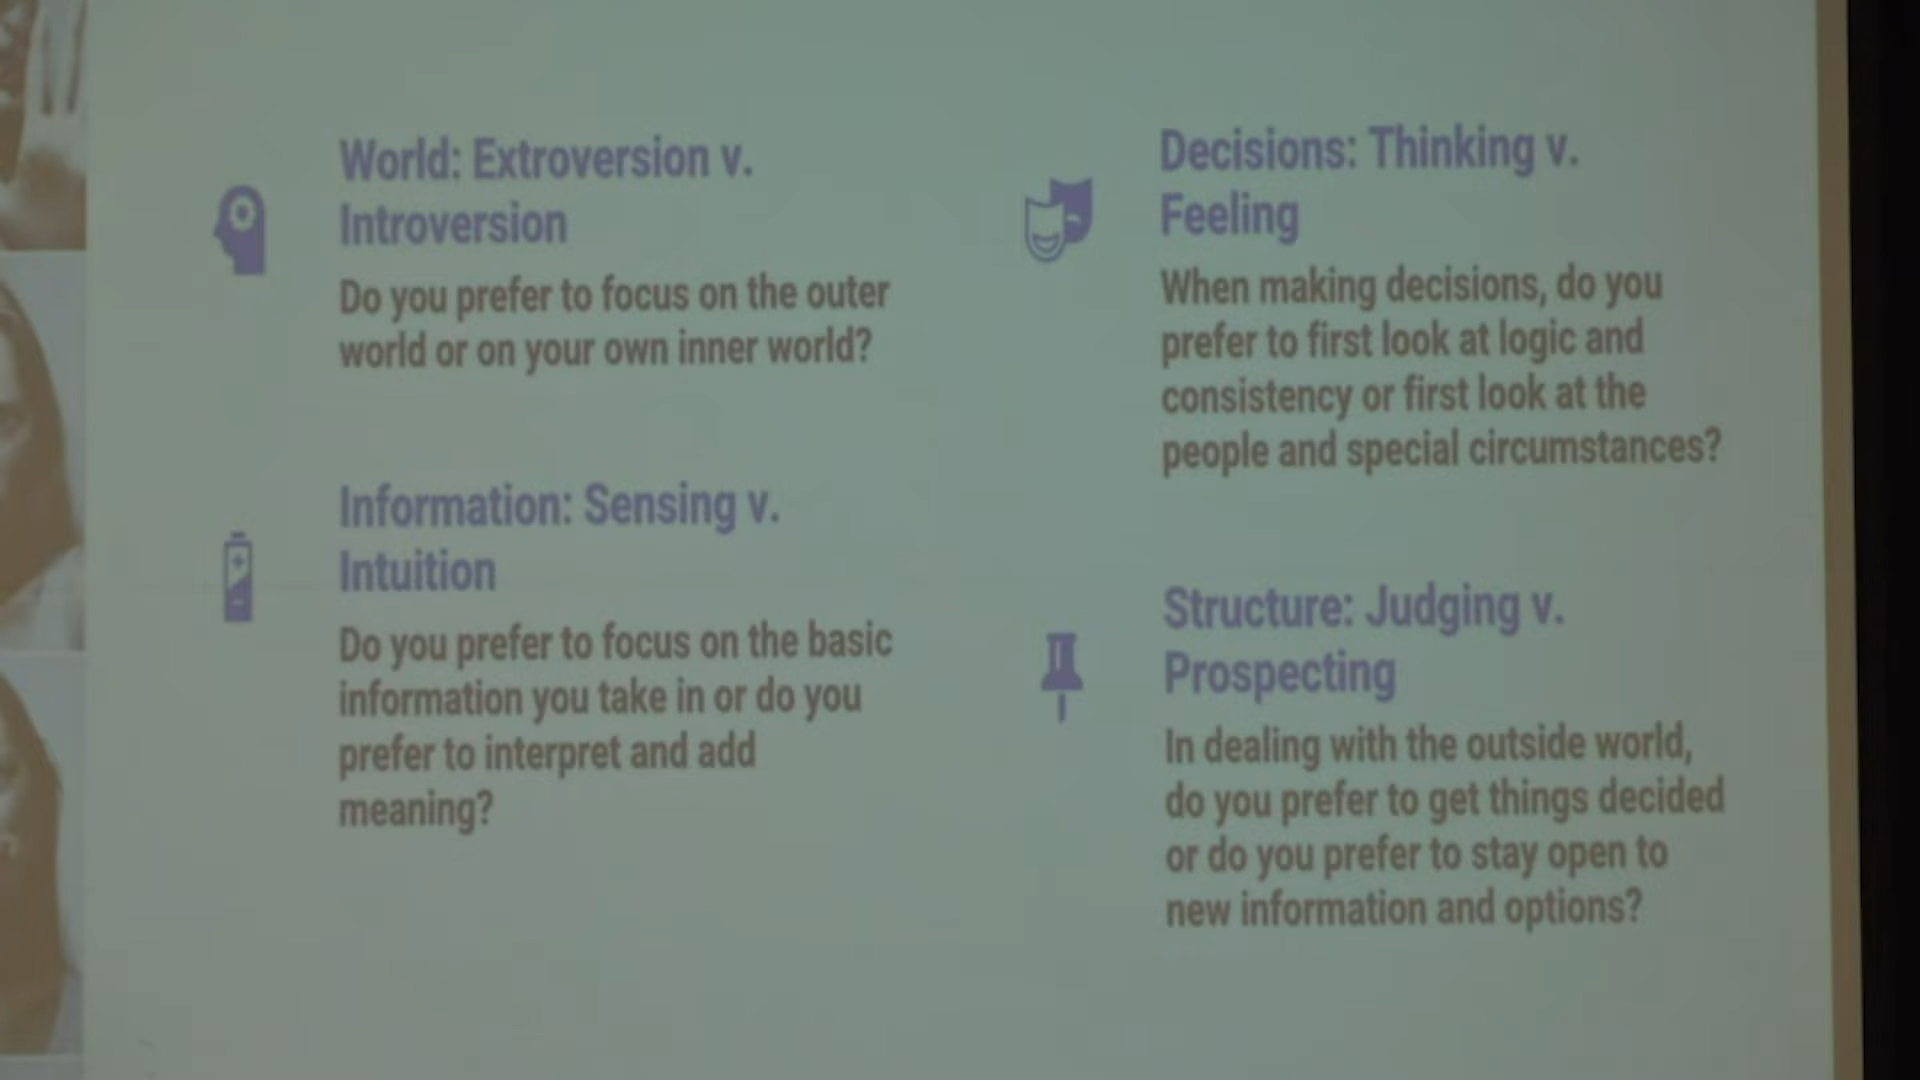 World: Extroversion v.
Introversion
Do you prefer to focus on the outer
world or on your own inner world?
Information: Sensing v.
Intuition
Do you prefer to focus on the basic
information you take in or do you
prefer to interpret and add
meaning?
Decisions: Thinking v.
Feeling
When making decisions, do you
prefer to first look at logic and
consistency or first look at the
people and special circumstances?
Structure: Judging v.
Prospecting
In dealing with the outside world,
do you prefer to get things decided
or do you prefer to stay open to
new information and options?